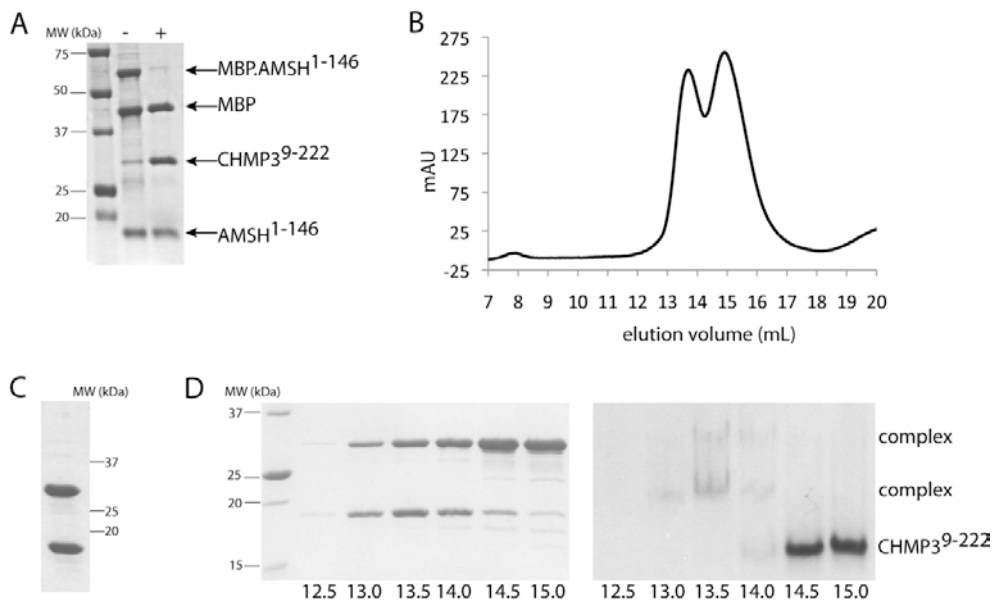 A
MW (kDa) - +
75
50
37
25
20
MBP.AMSH1-146
MBP
CHMP39-222
AMSH1-146
B
275
225
175
125
75
25
-25
mAU
7 8 9 10 11 12 13 14 15 16 17 18 19 20
elution volume (mL)
C
MW (kDa)
37
25
20
D
MW (kDa)
37
25
20
15
12.5 13.0 13.5 14.0 14.5 15.0
complex
complex
CHMP39-222
12.5 13.0 13.5 14.0 14.5 15.0